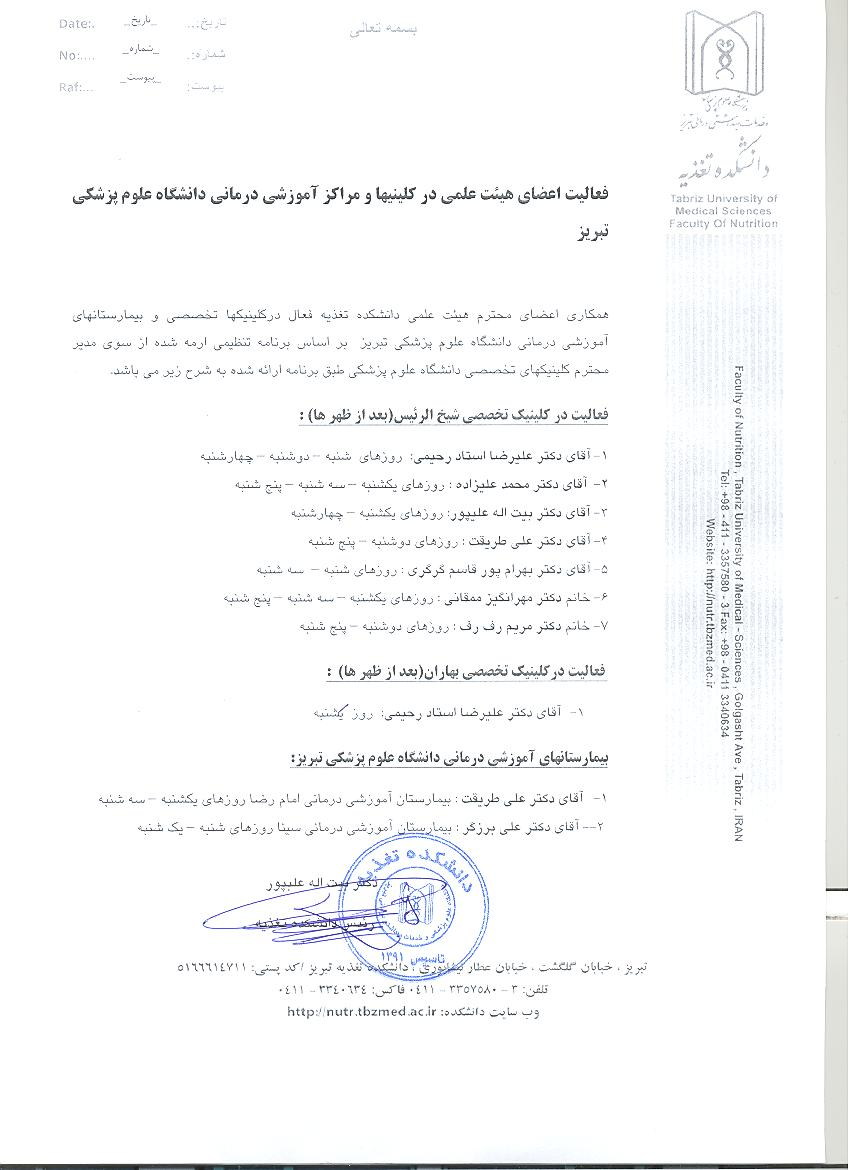 بسمه تعالی
Date:. _تاریخ_ تاریخ:...
No:.... _شماره_ شماره:.
Raf:... _پیوست_ پیوست:
دانشکده تغذیه
Tabriz University of
Medical Sciences
Faculty Of Nutrition
فعالیت اعضای هیئت علمی در کلینیها و مراکز آموزشی درمانی دانشگاه علوم پزشکی
تبریز
همکاری اعضای محترم هیئت علمی دانشکده تغذیه فعال درکلینیکها تخصصی و بیمارستانهای
آموزشی درمانی دانشگاه علوم پزشکی تبریز بر اساس برنامه تنظیمی ارمه شده از سوی مدیر
محترم کلینیکهای تخصصی دانشگاه علوم پزشکی طبق برنامه ارائه شده به شرح زیر می باشد.
فعالیت در کلینیک تخصصی شیخ الرئیس(بعد از ظهر ها) :
۱- آقای دکتر علیرضا استاد رحیمی: روزهای شنبه – دوشنبه – چهارشنبه
۲- آقای دکتر محمد علیزاده : روزهای یکشنبه – سه شنبه – پنج شنبه
۳- آقای دکتر بیت اله علیپور: روزهای یکشنبه – چهارشنبه
۴- آقای دکتر علی طریقت : روزهای دوشنبه – پنج شنبه
۵- آقای دکتر بهرام پور قاسم گرگری : روزهای شنبه – سه شنبه
۶- خانم دکتر مهرانگیز ممقانی : روزهای یکشنبه – سه شنبه – پنج شنبه
۷- خانم دکتر مریم رف رف : روزهای دوشنبه – پنج شنبه
فعالیت درکلینیک تخصصی بهاران(بعد از ظهر ها) :
۱- آقای دکتر علیرضا استاد رحیمی: روز یکشنبه
بیمارستانهای آموزشی درمانی دانشگاه علوم پزشکی تبریز:
۱- آقای دکتر علی طریقت : بیمارستان آموزشی درمانی امام رضا روزهای یکشنبه – سه شنبه
۲-- آقای دکتر علی برزگر : بیمارستان آموزشی درمانی سینا روزهای شنبه – یک شنبه
دکتر بیت اله علیپور
رئیس دانشکده تغذیه
دانشکده تغذیه
تاسیس ۱۳۹۱
تبریز ، خیابان گلگشت ، خیابان عطار نیشابوری ، دانشکده تغذیه تبریز /کد پستی: ۵۱۶۶۶۱۴۷۱۱
تلفن: ۳ – ۳۳۵۷۵۸۰ – ۰۴۱۱ فاکس: ۳۳۴۰۶۳۴ – ۰۴۱۱
وب سایت دانشکده: http://nutr.tbzmed.ac.ir
Faculty of Nutrition , Tabriz University of Medical - Sciences , Golgasht Ave , Tabriz , IRAN
Tel: +98 - 411 - 3357580 - 3 Fax: +98 - 0411 3340634
Website: http://nutr.tbzmed.ac.ir